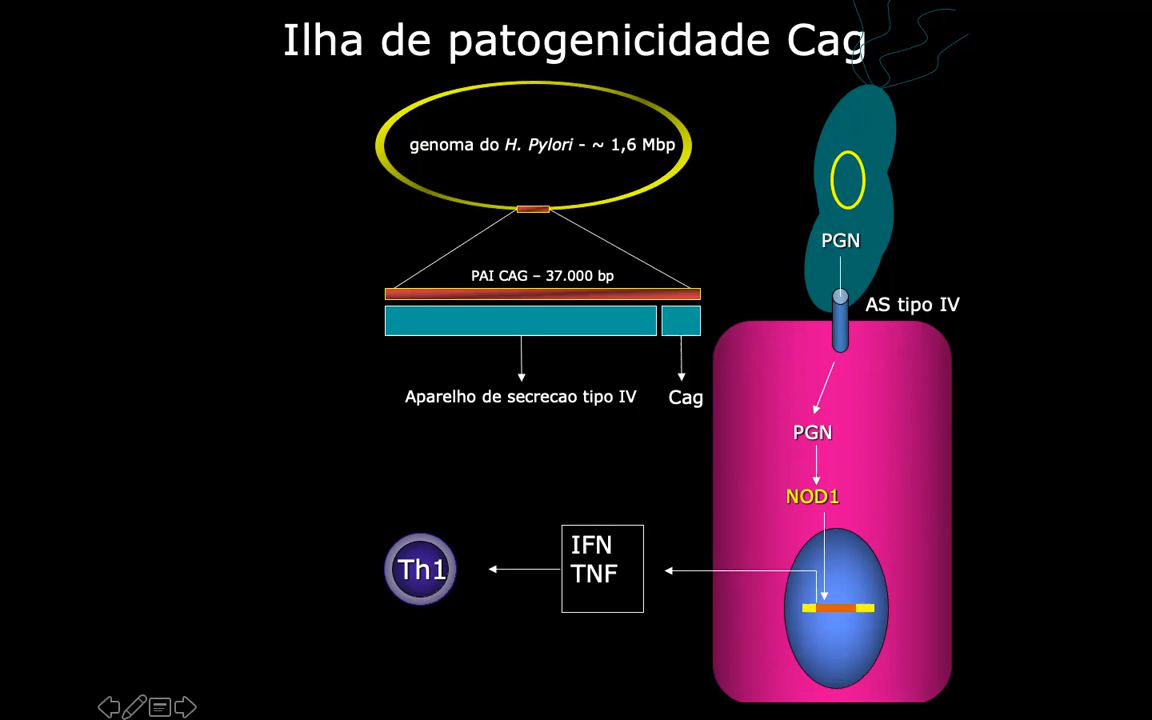 Ilha de patogenicidade Cag
genoma do H. Pylori - ~ 1,6 Mbp
PGN
PAI CAG – 37.000 bp
AS tipo IV
Aparelho de secrecao tipo IV
Cag
PGN
NOD1
IFN
TNF
Th1